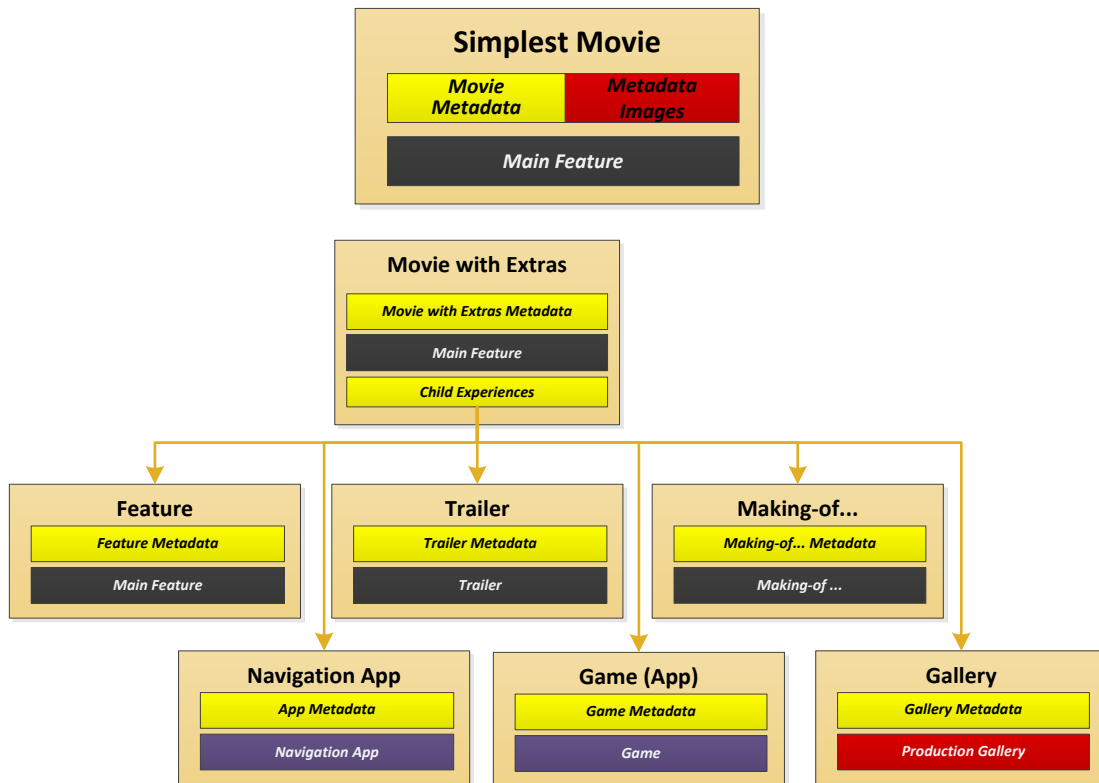 Simplest Movie
Movie Metadata
Metadata Images
Main Feature
Movie with Extras
Movie with Extras Metadata
Main Feature
Child Experiences
Feature
Feature Metadata
Main Feature
Trailer
Trailer Metadata
Trailer
Making-of...
Making-of... Metadata
Making-of ...
Navigation App
App Metadata
Navigation App
Game (App)
Game Metadata
Game
Gallery
Gallery Metadata
Production Gallery